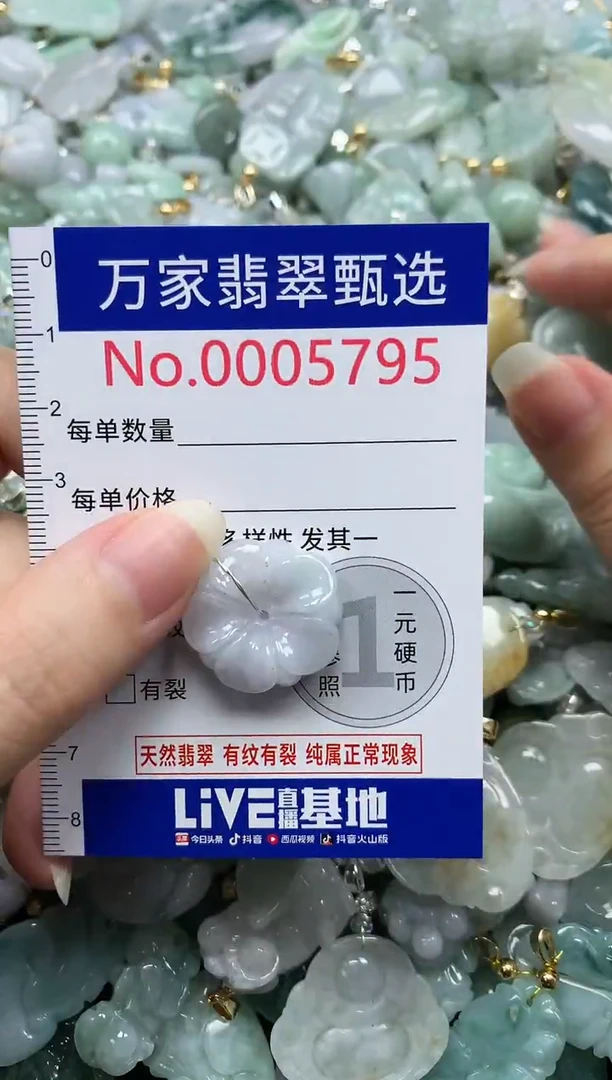 0
万家翡翠甄选
1
No.0005795
2
每单数量
3
每单价格
多样性 发其一
1
一元硬币
参照
有裂
7
天然翡翠 有纹有裂 纯属正常现象
8
LiVE直播基地
头条 今日头条 抖音 西瓜视频 抖音火山版